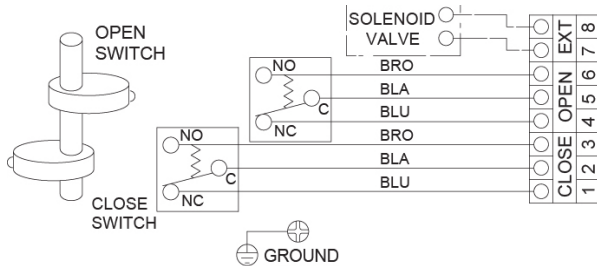 OPEN
SWITCH
SOLENOID
VALVE
EXT
8
7
NO
BRO
6
BLA
C
OPEN
5
NC
BLU
4
NO
BRO
3
BLA
C
CLOSE
2
NC
BLU
1
CLOSE
SWITCH
GROUND